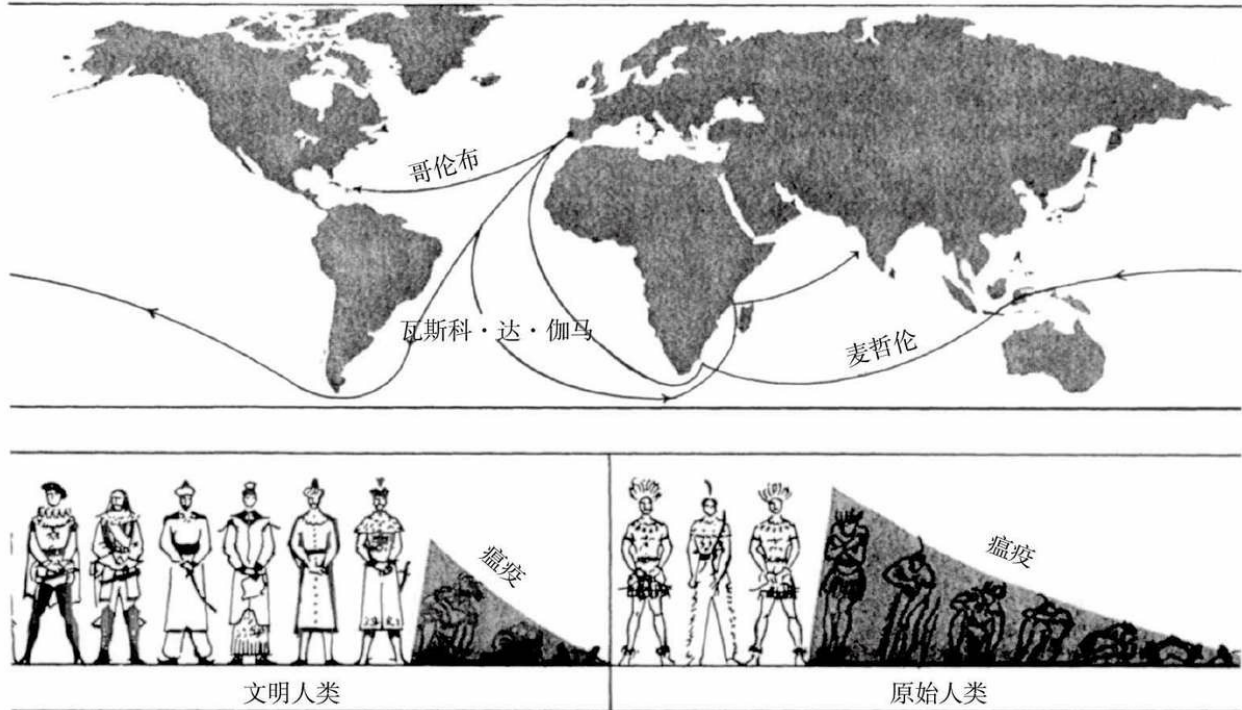 哥伦布
瓦斯科·达·伽马
麦哲伦
瘟疫
瘟疫
文明人类
原始人类